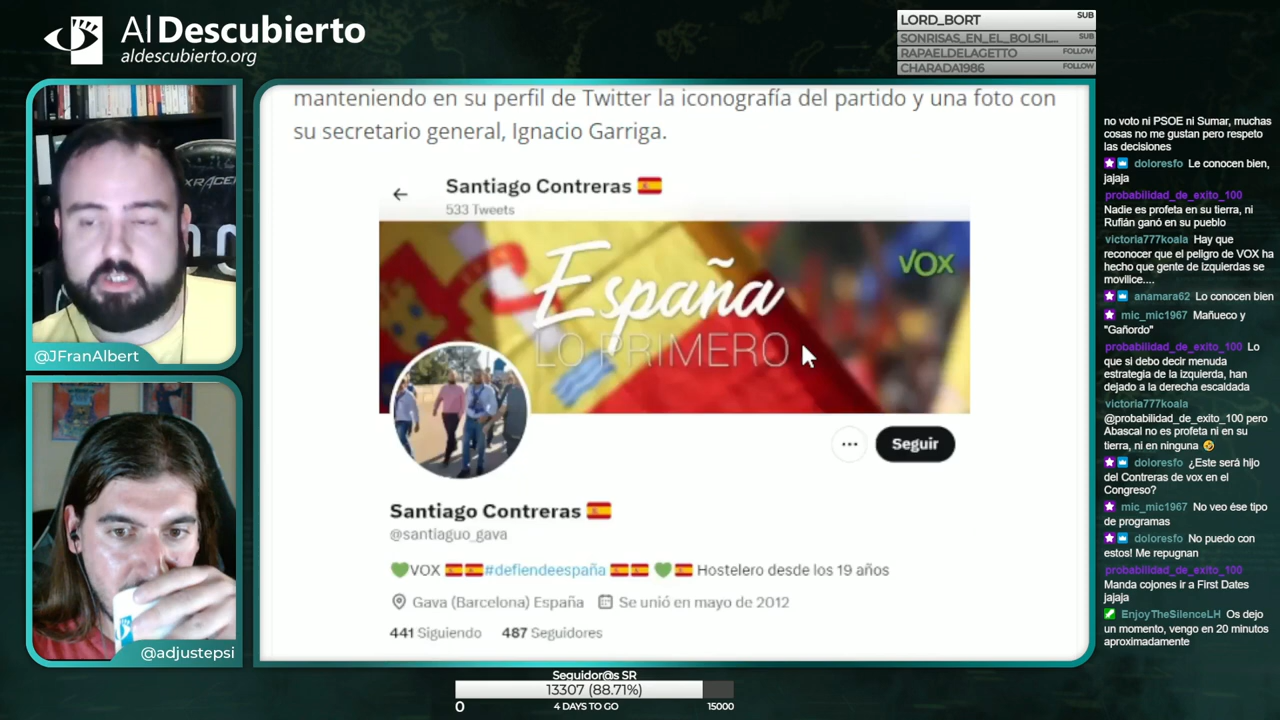 Al Descubierto
aldescubierto.org
LORD_BORT SUB
SONRISAS_EN_EL_BOLSIL... SUB
RAPAELDELAGETTO FOLLOW
CHARADA1986 FOLLOW
manteniendo en su perfil de Twitter la iconografía del partido y una foto con
su secretario general, Ignacio Garriga.
Santiago Contreras
533 Tweets
España
LO PRIMERO
VOX
Seguir
Santiago Contreras
@santiaguo_gava
VOX #defiendeespaña Hostelero desde los 19 años
Gava (Barcelona) España Se unió en mayo de 2012
441 Siguiendo 487 Seguidores
@JFranAlbert
@adjustepsi
no voto ni PSOE ni Sumar, muchas
cosas no me gustan pero respeto
las decisiones
doloresfo Le conocen bien,
jajaja
probabilidad_de_exito_100
Nadie es profeta en su tierra, ni
Rufián ganó en su pueblo
victoria777koala Hay que
reconocer que el peligro de VOX ha
hecho que gente de izquierdas se
movilice....
anamara62 Lo conocen bien
mic_mic1967 Mañueco y
"Gañordo"
probabilidad_de_exito_100 Lo
que si debo decir menuda
estrategia de la izquierda, han
dejado a la derecha escaldada
victoria777koala
@probabilidad_de_exito_100 pero
Abascal no es profeta ni en su
tierra, ni en ninguna 🤣
doloresfo ¿Este será hijo
del Contreras de vox en el
Congreso?
mic_mic1967 No veo ése tipo
de programas
doloresfo No puedo con
estos! Me repugnan
probabilidad_de_exito_100
Manda cojones ir a First Dates
jajaja
EnjoyTheSilenceLH Os dejo
un momento, vengo en 20 minutos
aproximadamente
Seguidor@s SR
13307 (88.71%)
0 4 DAYS TO GO 15000